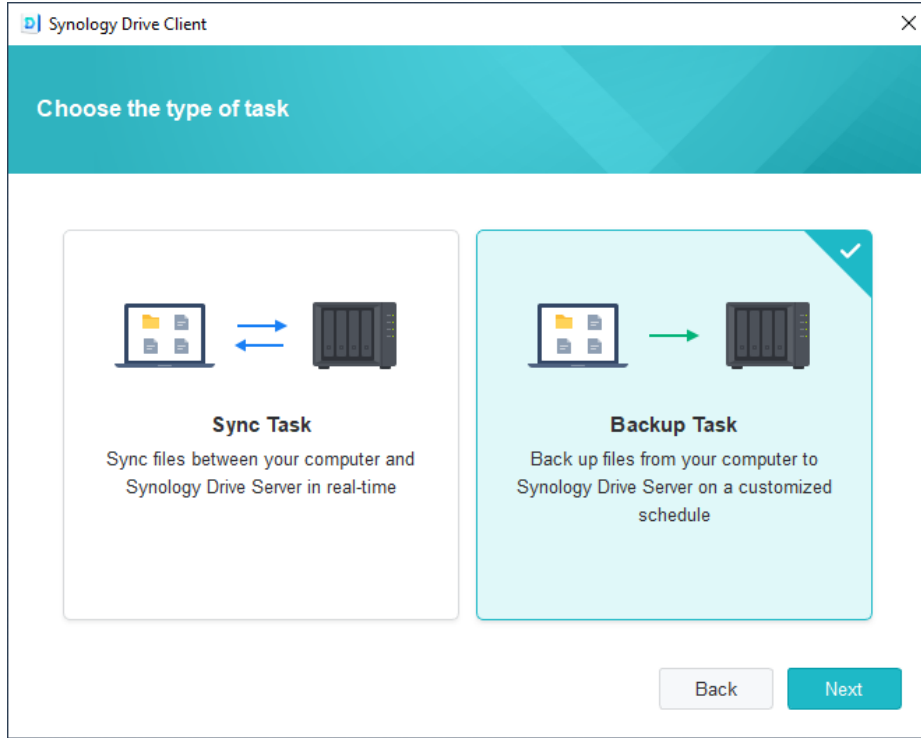 Synology Drive Client
Choose the type of task
Sync Task
Sync files between your computer and
Synology Drive Server in real-time
Backup Task
Back up files from your computer to
Synology Drive Server on a customized
schedule
Back
Next